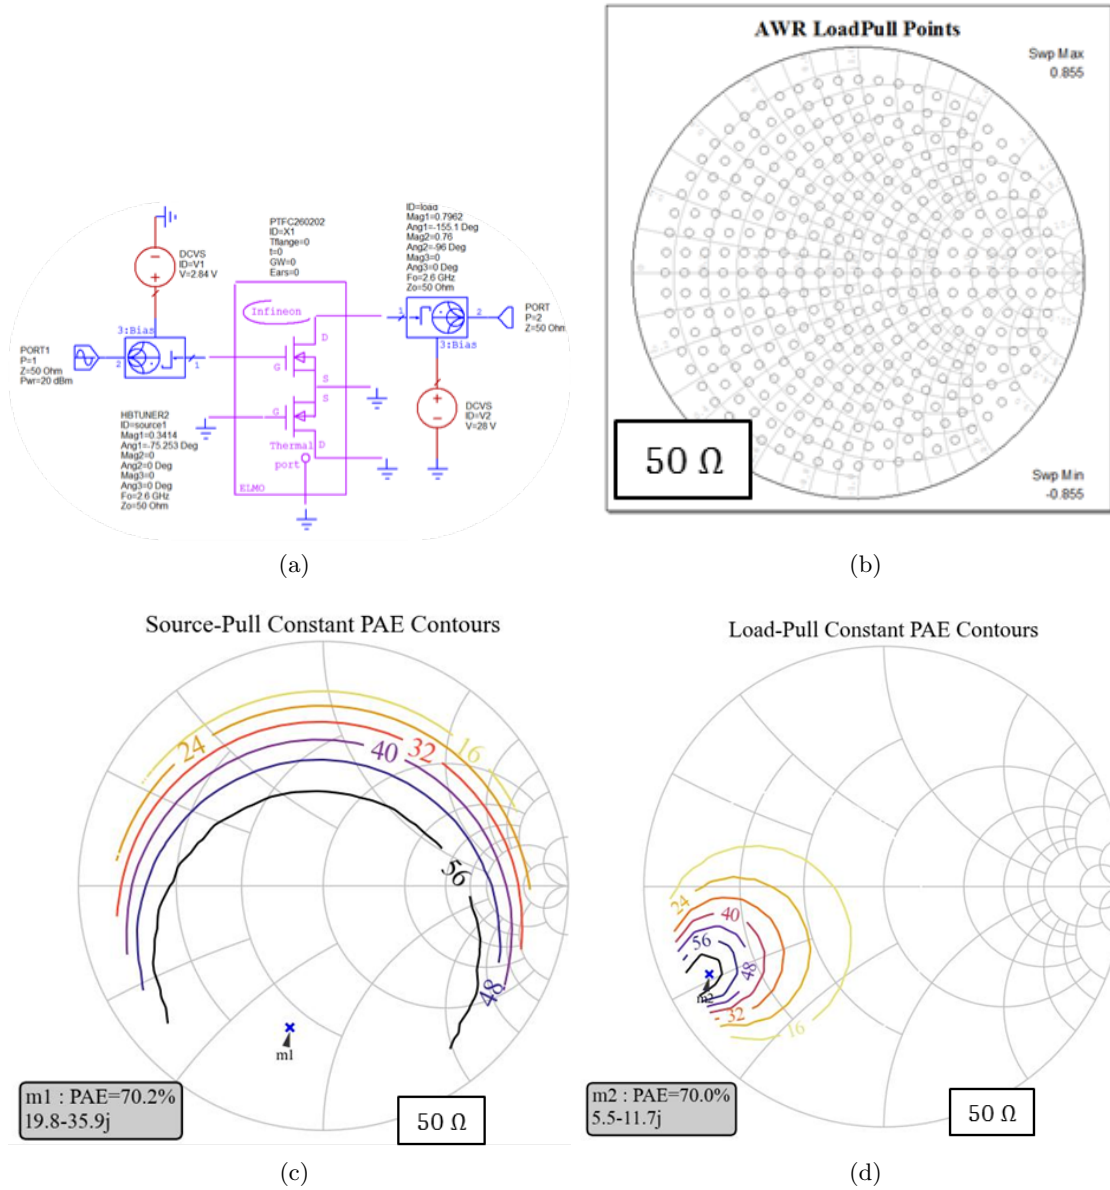 AWR LoadPull Points
Swp Max
0.855
Swp Min
-0.855
50 Ω
DCVS
ID=V1
V=2.84 V
3:Bias
2
1
PORT1
P=1
Z=50 Ohm
Pwr=20 dBm
HBTUNER2
ID=source1
Mag1=0.3414
Ang1=-75.253 Deg
Mag2=0
Ang2=0 Deg
Mag3=0
Ang3=0 Deg
Fo=2.6 GHz
Zo=50 Ohm
PTFC260202
ID=X1
Tflange=0
t=0
GW=0
Ears=0
Infineon
D
G
S
S
G
Thermal
D
port
ELMO
ID=load
Mag1=0.7962
Ang1=-155.1 Deg
Mag2=0.76
Ang2=-96 Deg
Mag3=0
Ang3=0 Deg
Fo=2.6 GHz
Zo=50 Ohm
1
2
3:Bias
PORT
P=2
Z=50 Ohm
DCVS
ID=V2
V=28 V
(a)
(b)
Source-Pull Constant PAE Contours
24
40
32
16
56
48
m1
m1 : PAE=70.2%
19.8-35.9j
50 Ω
(c)
Load-Pull Constant PAE Contours
24
40
56
48
m2
32
16
m2 : PAE=70.0%
5.5-11.7j
50 Ω
(d)